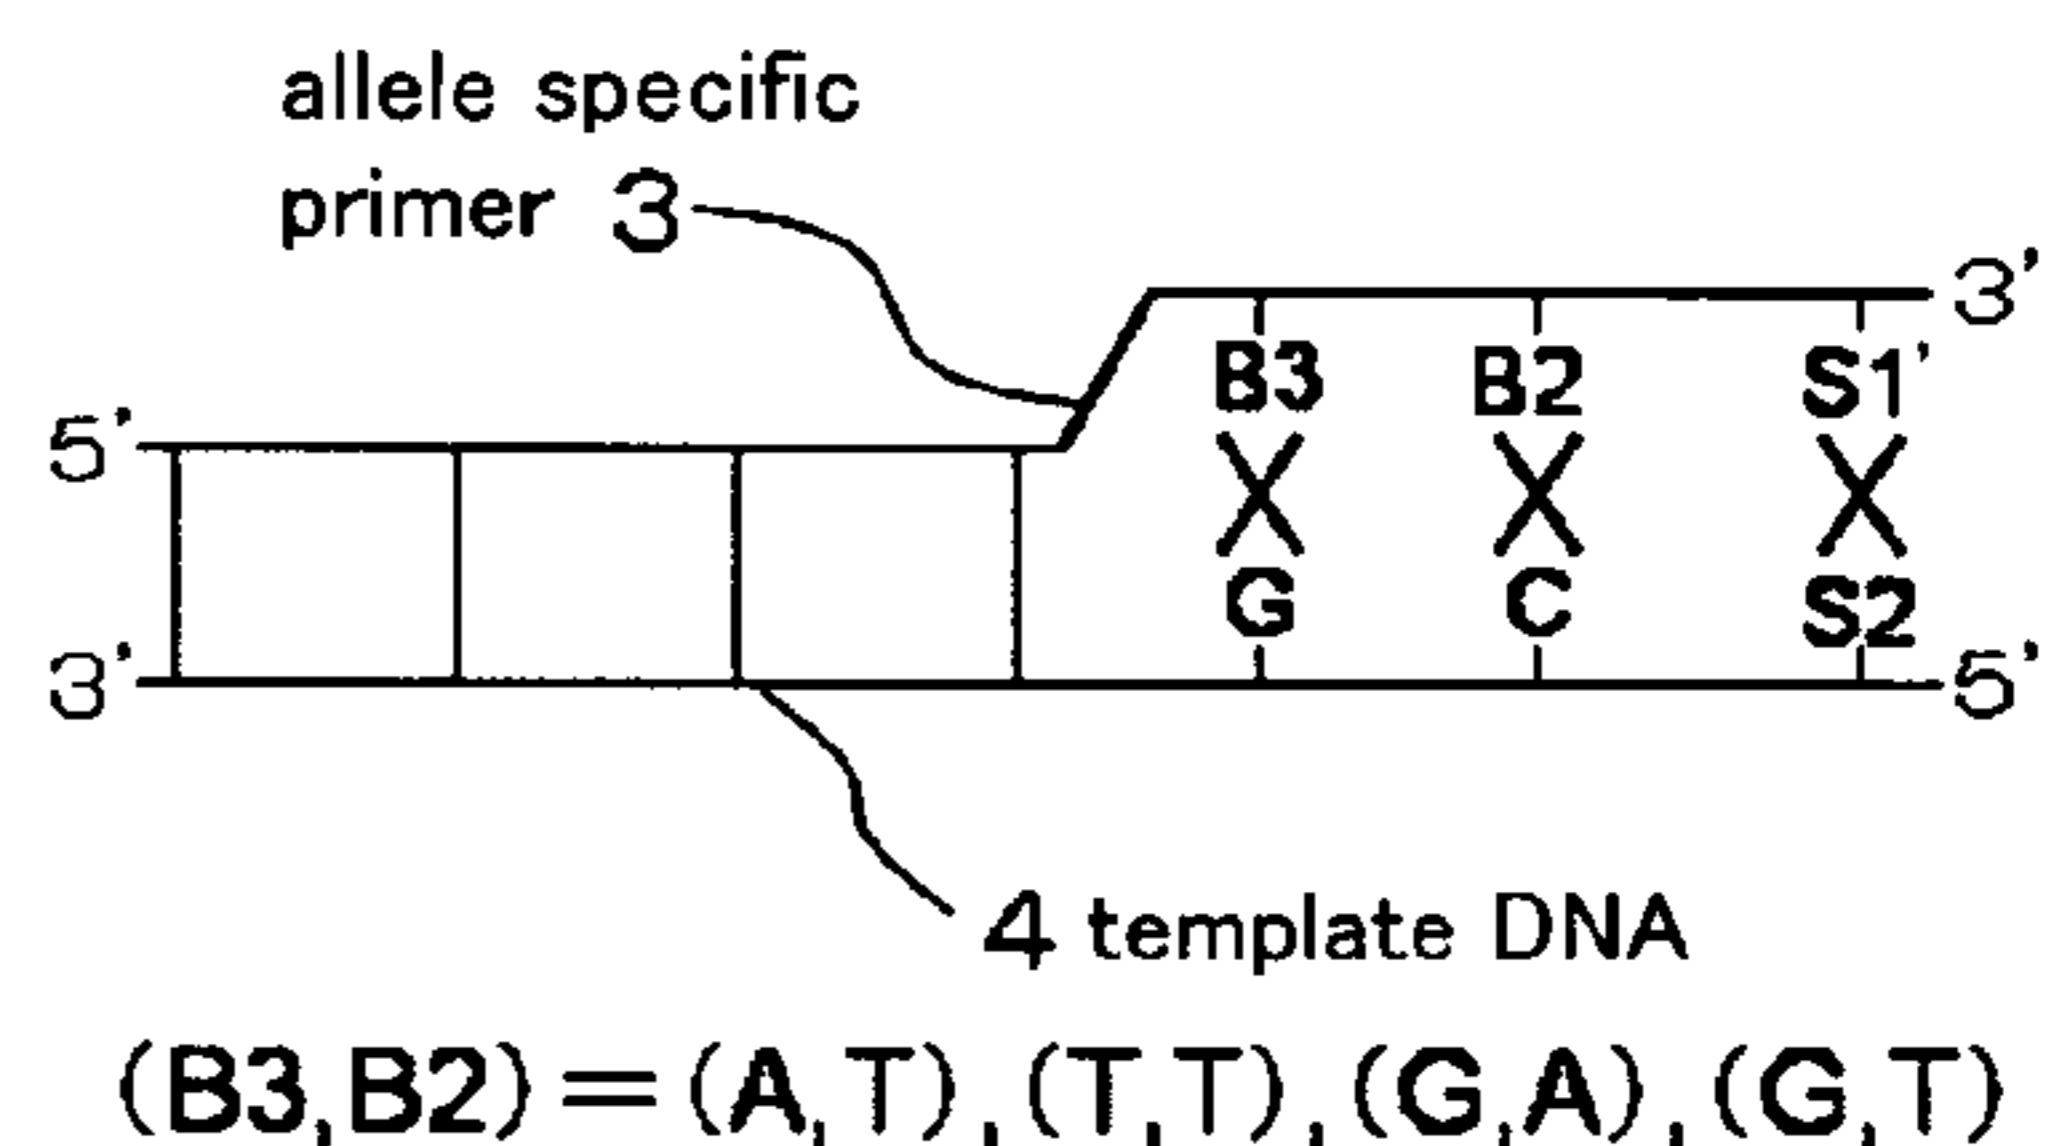 allele specific
primer 3
3'
B3 B2 S1'
5'
G C S2
3' 5'
4 template DNA
(B3,B2)=(A,T),(T,T),(G,A),(G,T)